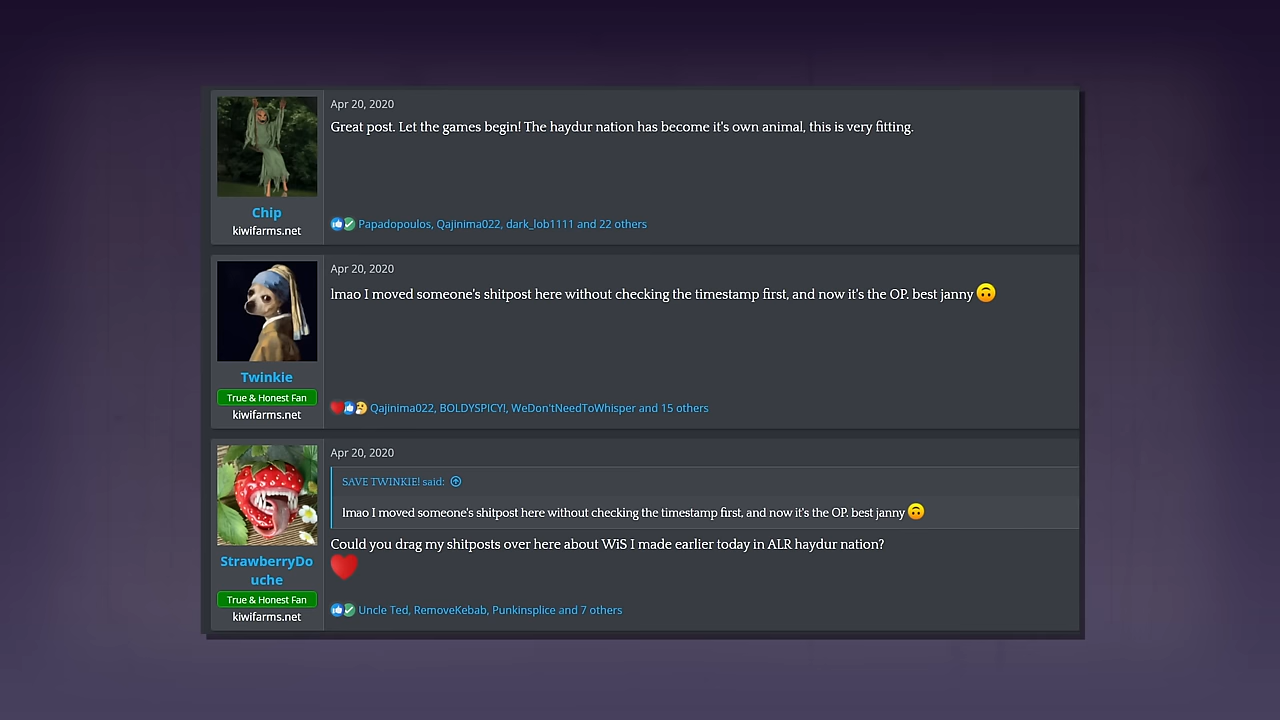 Apr 20, 2020
Great post. Let the games begin! The haydur nation has become it's own animal, this is very fitting.
Chip
kiwifarms.net
Papadopoulos, Qajinima022, dark_lob1111 and 22 others
Apr 20, 2020
lmao I moved someone's shitpost here without checking the timestamp first, and now it's the OP. best janny 🙃
Twinkie
True & Honest Fan
kiwifarms.net
Qajinima022, BOLDYSPICY!, WeDon'tNeedToWhisper and 15 others
Apr 20, 2020
SAVE TWINKIE! said:
lmao I moved someone's shitpost here without checking the timestamp first, and now it's the OP. best janny 🙃
Could you drag my shitposts over here about WiS I made earlier today in ALR haydur nation?
❤️
StrawberryDo
uche
True & Honest Fan
kiwifarms.net
Uncle Ted, RemoveKebab, Punkinsplice and 7 others